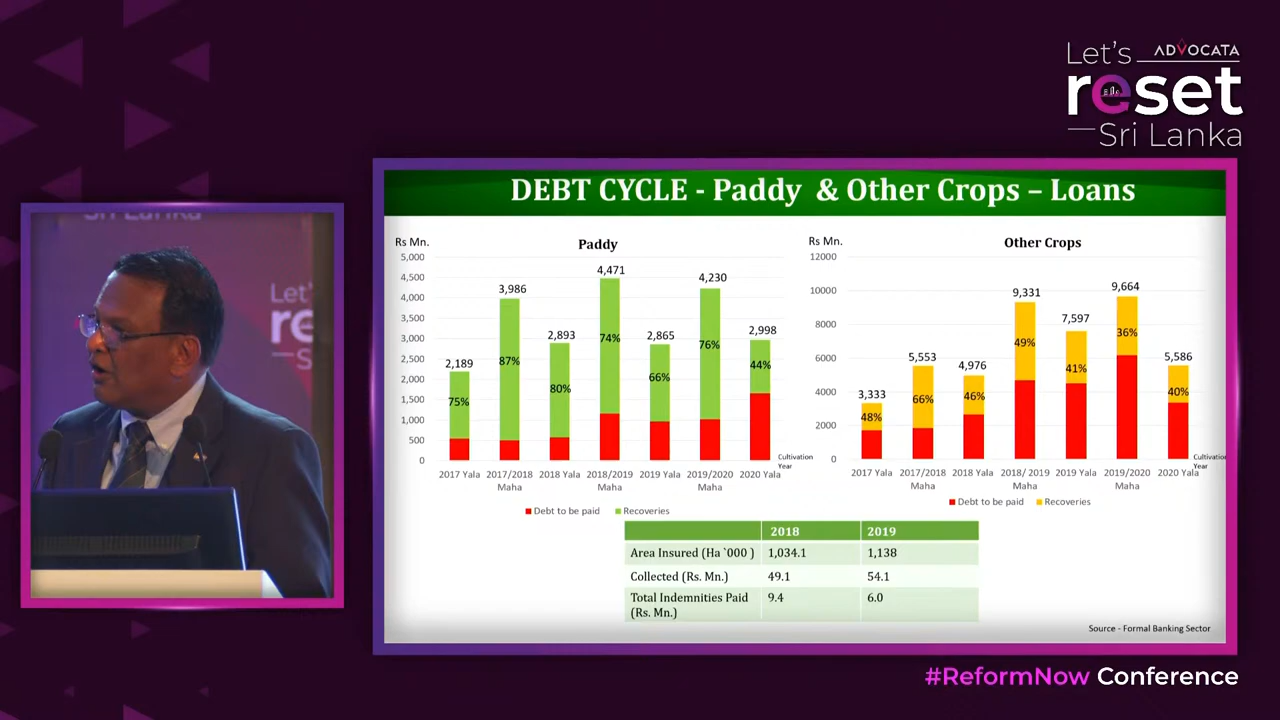 Let's ADVOCATA
reset
Sri Lanka
Sri Lanka
Let's
re
DEBT CYCLE - Paddy & Other Crops – Loans
Rs Mn.
Paddy
5,000
4,500
4,000
3,500
3,000
2,500
2,000
1,500
1,000
500
0
2,189
3,986
2,893
4,471
2,865
4,230
2,998
75%
87%
80%
74%
66%
76%
44%
2017 Yala 2017/2018 Maha 2018 Yala 2018/2019 Maha 2019 Yala 2019/2020 Maha 2020 Yala
Cultivation
Year
Debt to be paid Recoveries
Rs Mn.
Other Crops
12000
10000
8000
6000
4000
2000
0
3,333
5,553
4,976
9,331
7,597
9,664
5,586
48%
66%
46%
49%
41%
36%
40%
2017 Yala 2017/2018 Maha 2018 Yala 2018/ 2019 Maha 2019 Yala 2019/2020 Maha 2020 Yala
Cultivation
Year
Debt to be paid Recoveries
2018 2019
Area Insured (Ha `000 ) 1,034.1 1,138
Collected (Rs. Mn.) 49.1 54.1
Total Indemnities Paid 9.4 6.0
(Rs. Mn.)
Source - Formal Banking Sector
#ReformNow Conference